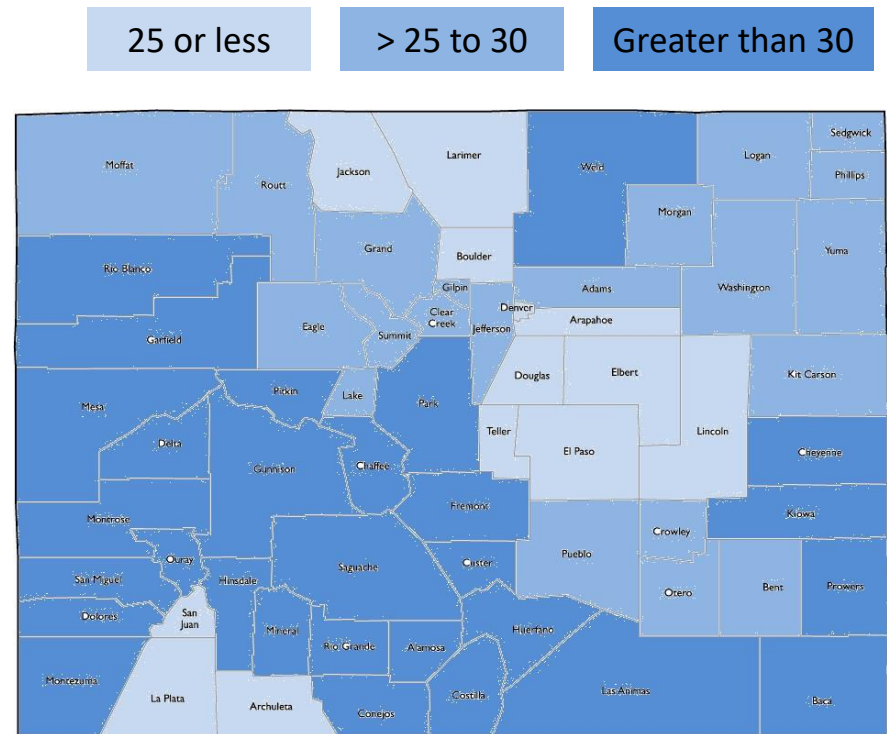 25 or less
> 25 to 30
Greater than 30
Sedgwick
Larimer
Weld
Logan
Moffat
Jackson
Phillips
Routt
Morgan
Grand
Yuma
Boulder
Rio Blanco
Gilpin
Adams
Washington
Clear
Creek
Denver
Eagle
Summit
Jefferson
Arapahoe
Garfield
Douglas
Elbert
Kit Carson
Pitkin
Lake
Park
Mesa
Teller
Lincoln
Delta
El Paso
Cheyenne
Gunnison
Chaffee
Fremont
Montrose
Kiowa
Crowley
Ouray
Pueblo
Custer
Saguache
San Miguel
Hinsdale
Otero
Bent
Prowers
Dolores
San
Juan
Mineral
Huerfano
Rio Grande
Alamosa
Montezuma
La Plata
Archuleta
Conejos
Costilla
Las Animas
Baca